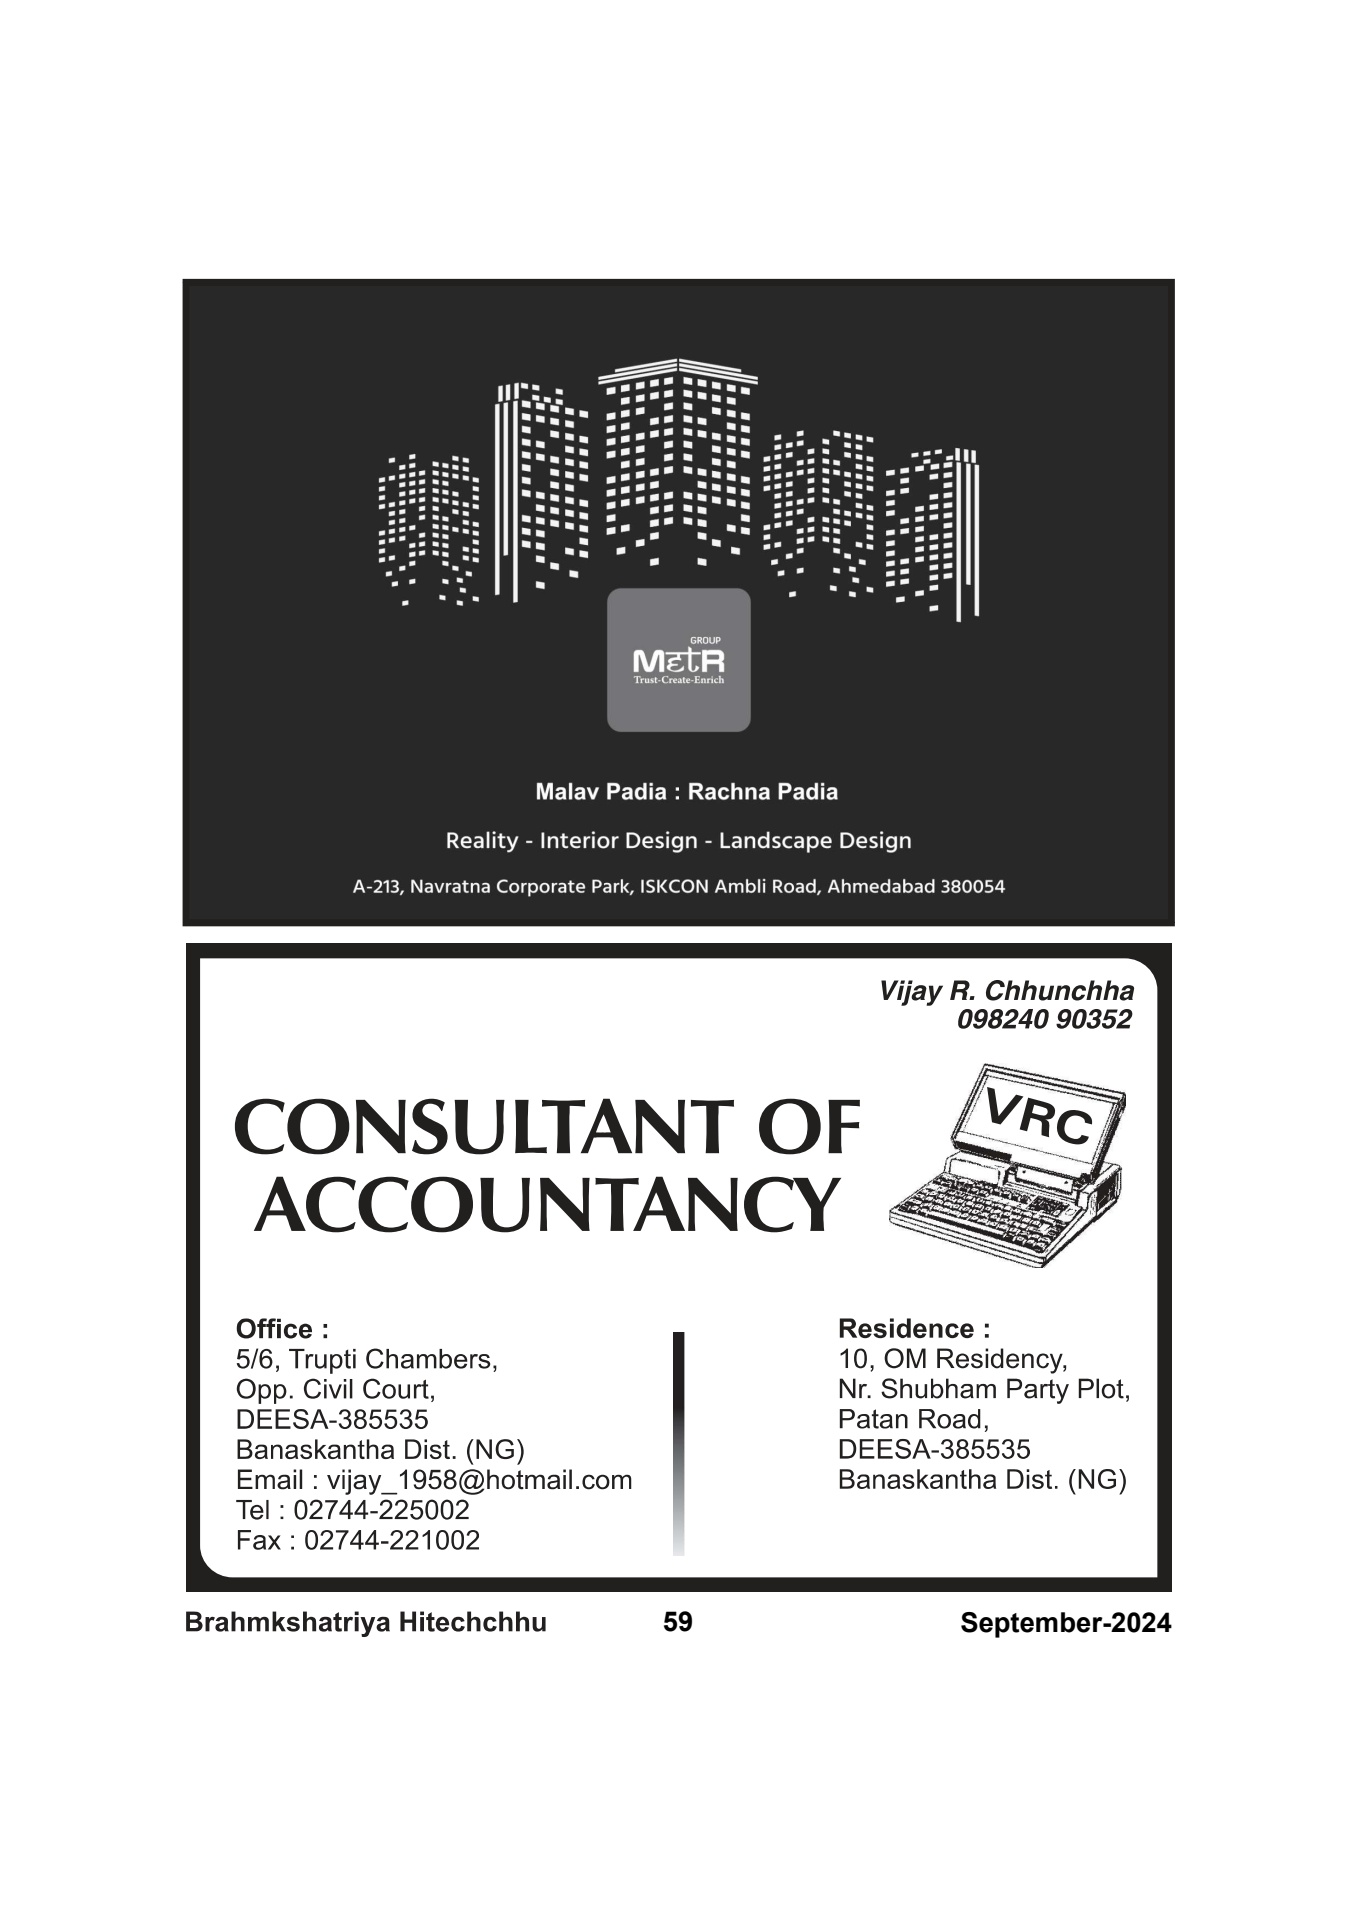 GROUP
MetR
Trust-Create-Enrich
Malav Padia : Rachna Padia
Reality - Interior Design - Landscape Design
A-213, Navratna Corporate Park, ISKCON Ambli Road, Ahmedabad 380054
Vijay R. Chhunchha
098240 90352
CONSULTANT OF
ACCOUNTANCY
VRC
Office :
5/6, Trupti Chambers,
Opp. Civil Court,
DEESA-385535
Banaskantha Dist. (NG)
Email : vijay_1958@hotmail.com
Tel : 02744-225002
Fax : 02744-221002
Residence :
10, OM Residency,
Nr. Shubham Party Plot,
Patan Road,
DEESA-385535
Banaskantha Dist. (NG)
Brahmkshatriya Hitechchhu 59 September-2024